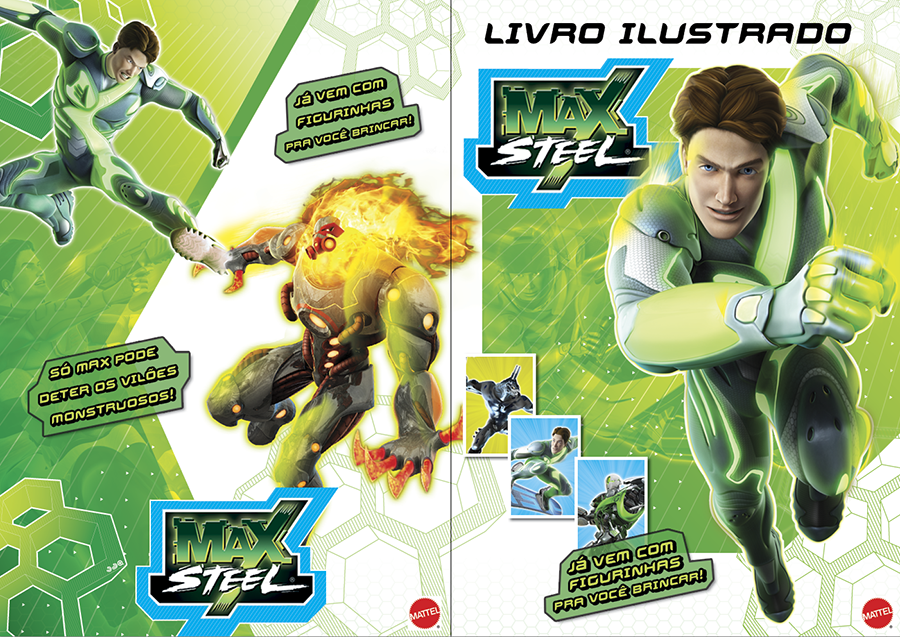 JÁ VEM COM
FIGURINHAS
PRA VOCÊ BRINCAR!
SÓ MAX PODE
DETER OS VILÕES
MONSTRUOSOS!
MAX
STEEL
MATTEL
LIVRO ILUSTRADO
MAX
STEEL
JÁ VEM COM
FIGURINHAS
PRA VOCÊ BRINCAR!
MATTEL